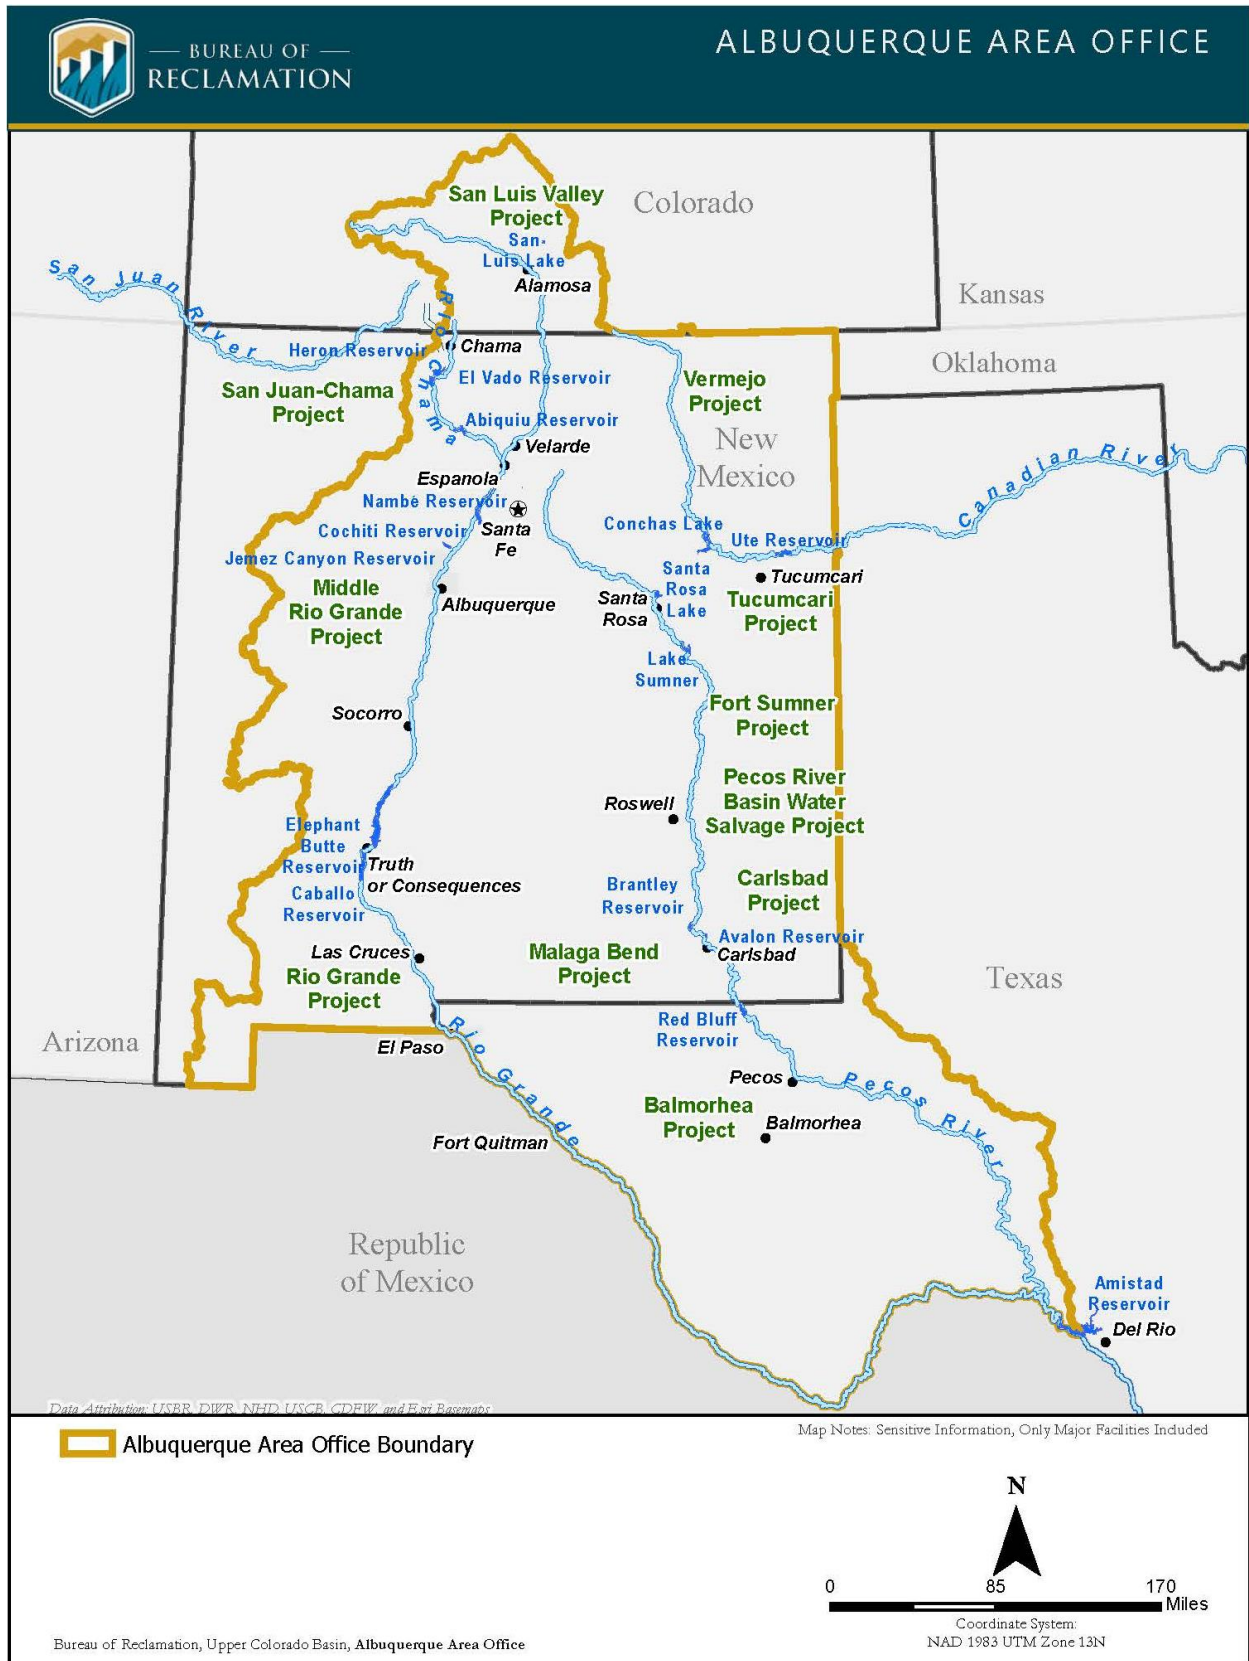 BUREAU OF
RECLAMATION
ALBUQUERQUE AREA OFFICE
San Luis Valley
Project
Colorado
San
Luis Lake
Alamosa
San Juan River
Kansas
Rio Chama
Heron Reservoir
Chama
Oklahoma
El Vado Reservoir
San Juan-Chama
Project
Vermejo
Project
Abiquiu Reservoir
Velarde
New
Mexico
Espanola
Canadian River
Nambé Reservoir
Santa
Fe
Cochiti Reservoir
Conchas Lake
Ute Reservoir
Jemez Canyon Reservoir
Santa
Rosa
Lake
Tucumcari
Middle
Rio Grande
Project
Albuquerque
Santa
Rosa
Tucumcari
Project
Lake
Sumner
Socorro
Fort Sumner
Project
Pecos River
Basin Water
Salvage Project
Roswell
Elephant
Butte
Reservoir
Truth
or Consequences
Caballo
Reservoir
Brantley
Reservoir
Carlsbad
Project
Avalon Reservoir
Carlsbad
Las Cruces
Malaga Bend
Project
Rio Grande
Project
Texas
Arizona
El Paso
Rio Grande
Red Bluff
Reservoir
Pecos
Pecos River
Balmorhea
Project
Balmorhea
Fort Quitman
Republic
of Mexico
Amistad
Reservoir
Del Rio
Data Attribution: USBR, DWR, NHD, USCB, CDFW, and Esri Basemaps
Albuquerque Area Office Boundary
Map Notes: Sensitive Information, Only Major Facilities Included
N
0 85 170
Miles
Coordinate System:
NAD 1983 UTM Zone 13N
Bureau of Reclamation, Upper Colorado Basin, Albuquerque Area Office